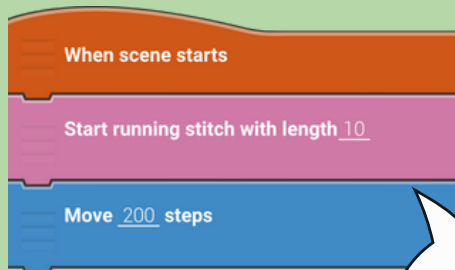 When scene starts
Start running stitch with length 10
Move 200 steps